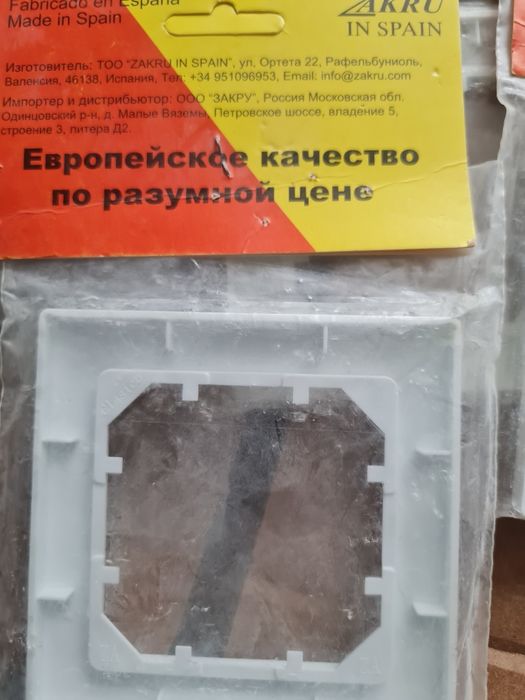 Fabricado en España
Made in Spain
ZAKRU
IN SPAIN
Изготовитель: ТОО "ZAKRU IN SPAIN", ул. Ортета 22, Рафельбуниоль,
Валенсия, 46138, Испания, Тел: +34 951096953, Email: info@zakru.com
Импортер и дистрибьютор: ООО "ЗАКРУ", Россия Московская обл.
Одинцовский р-н, д. Малые Вяземы, Петровское шоссе, владение 5,
строение 3, литера Д2.
Европейское качество
по разумной цене